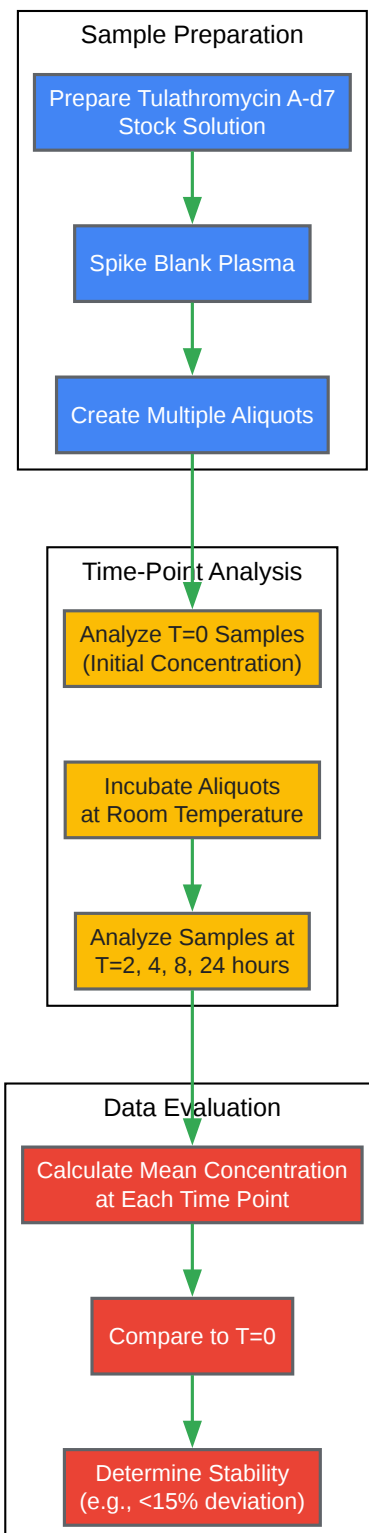 Sample Preparation
Prepare Tulathromycin A-d7
Stock Solution
Spike Blank Plasma
Create Multiple Aliquots
Time-Point Analysis
Analyze T=0 Samples
(Initial Concentration)
Incubate Aliquots
at Room Temperature
Analyze Samples at
T=2, 4, 8, 24 hours
Data Evaluation
Calculate Mean Concentration
at Each Time Point
Compare to T=0
Determine Stability
(e.g., <15% deviation)